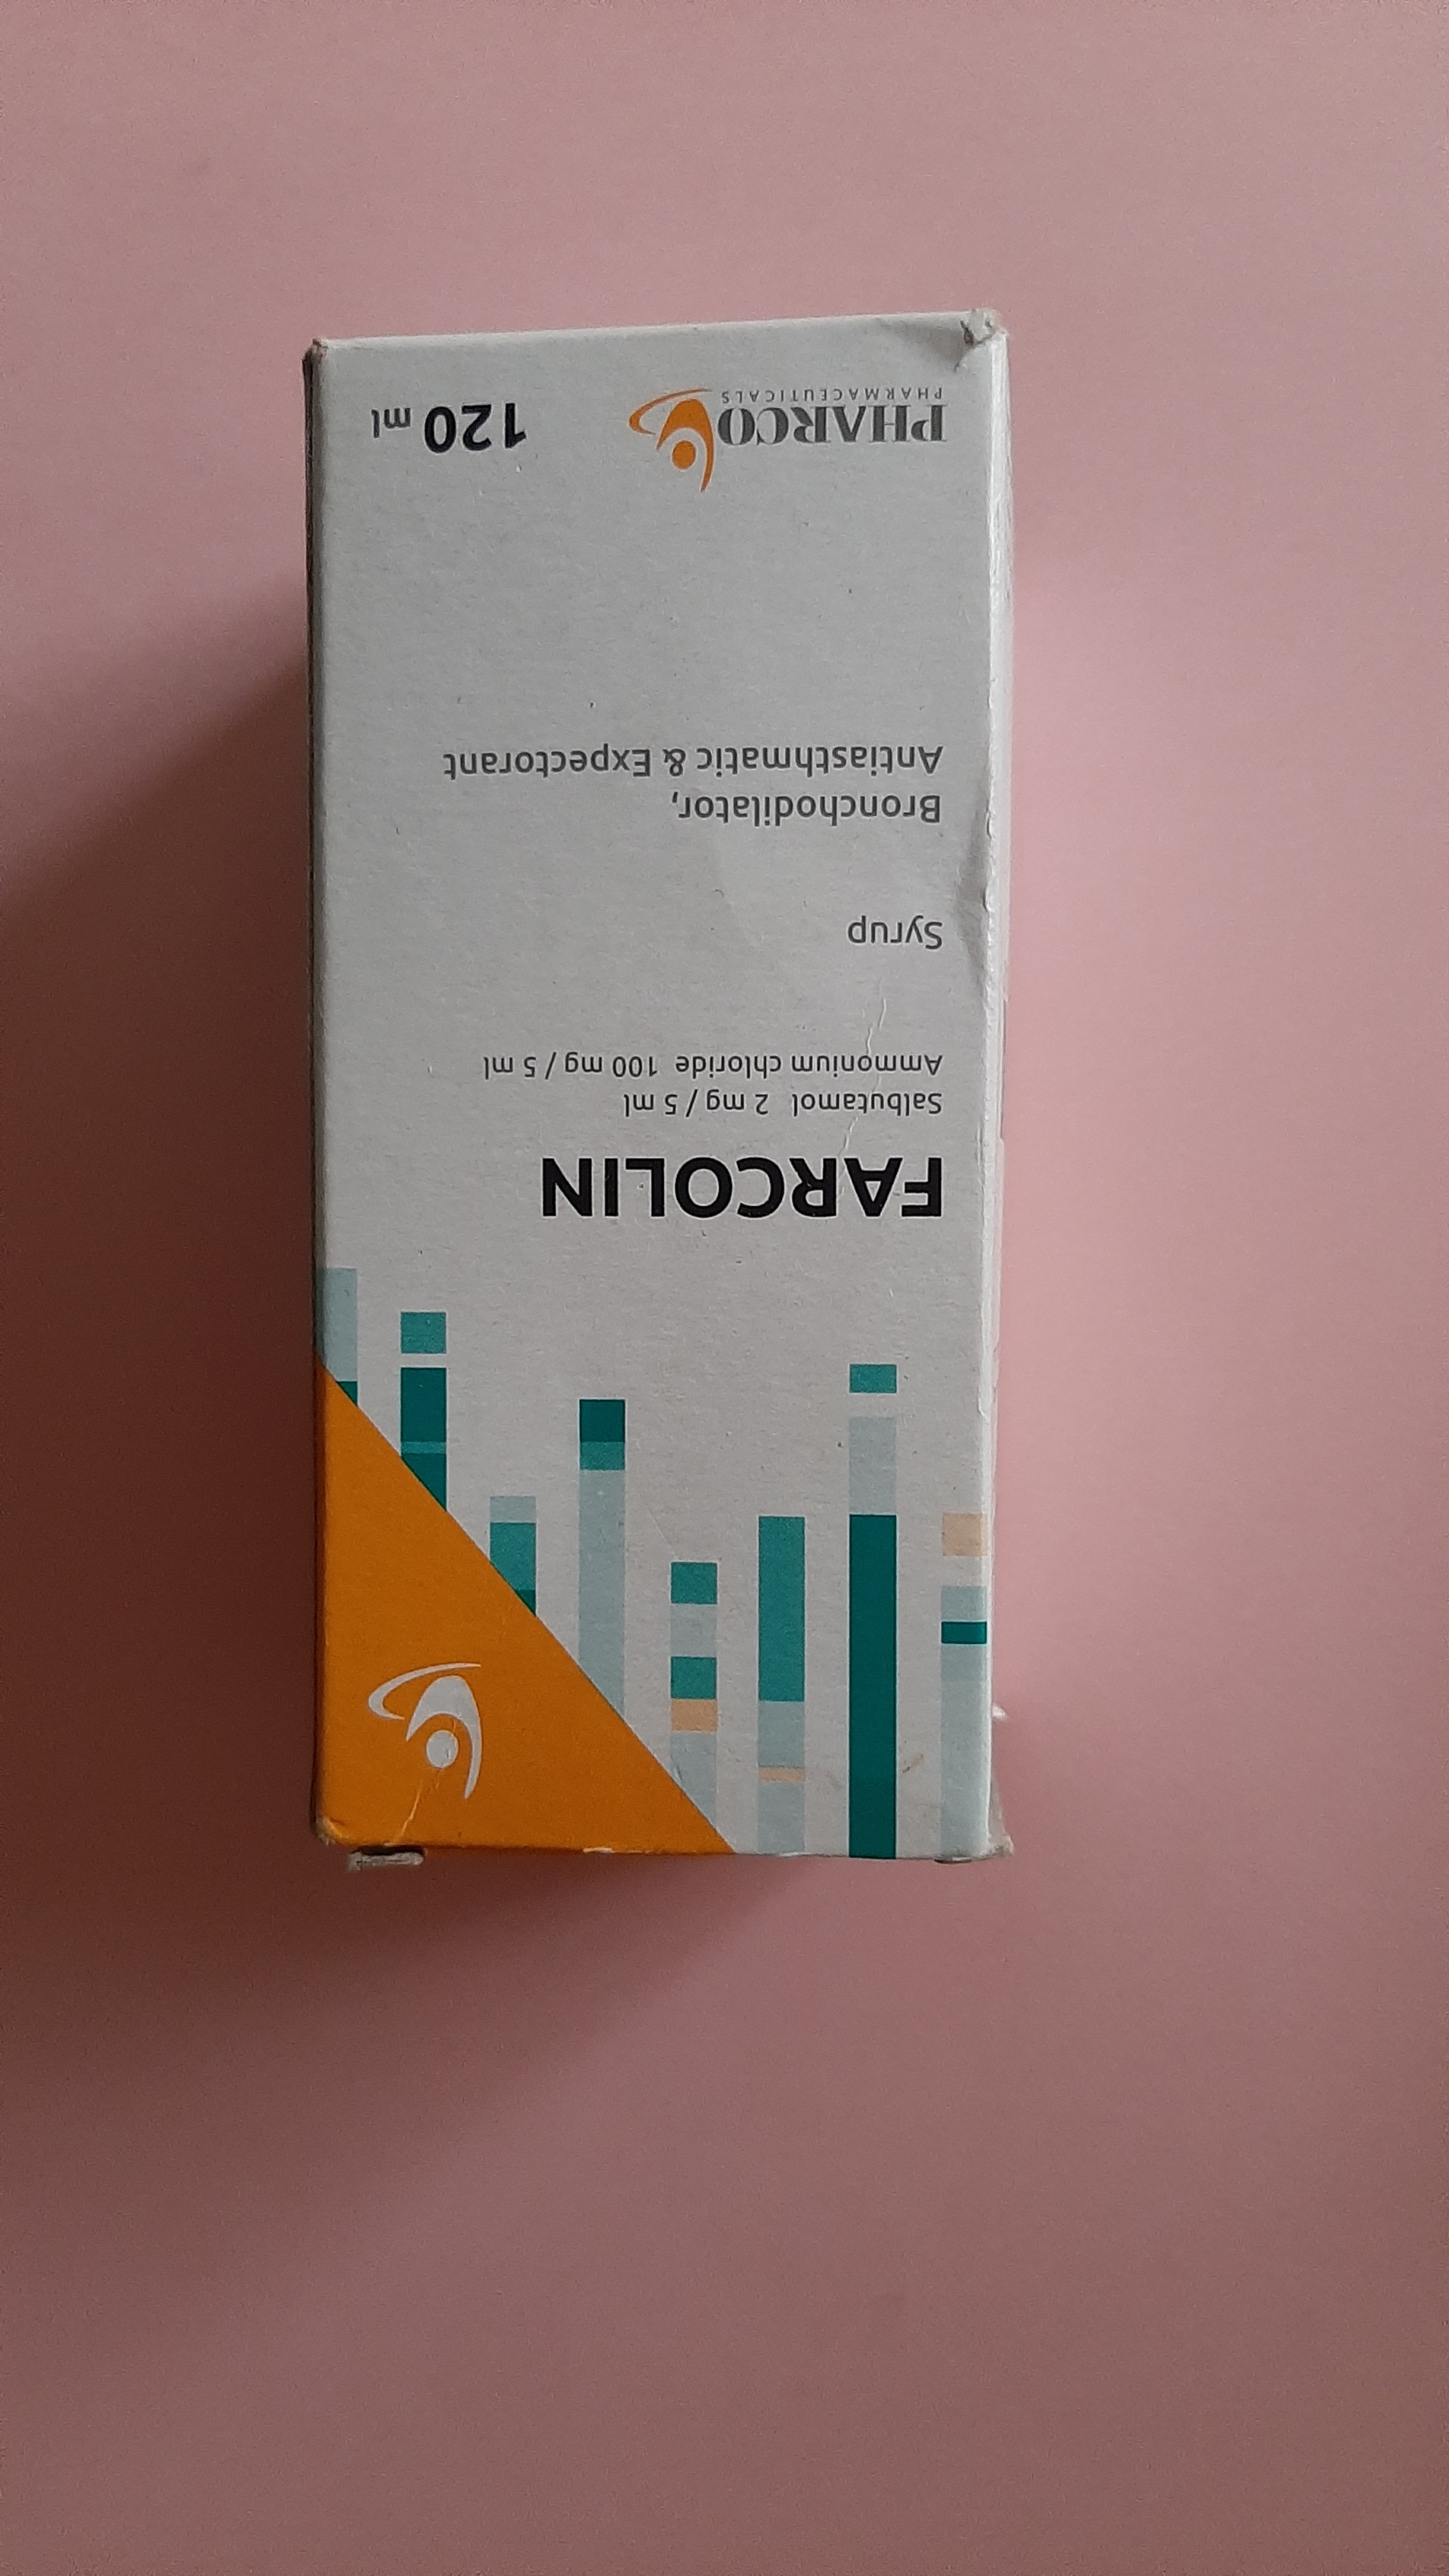 FARCOLIN
Salbutamol 2 mg / 5 ml
Ammonium chloride 100 mg / 5 ml
Syrup
Bronchodilator,
Antiasthmatic & Expectorant
PHARCO
PHARMACEUTICALS
120 ml